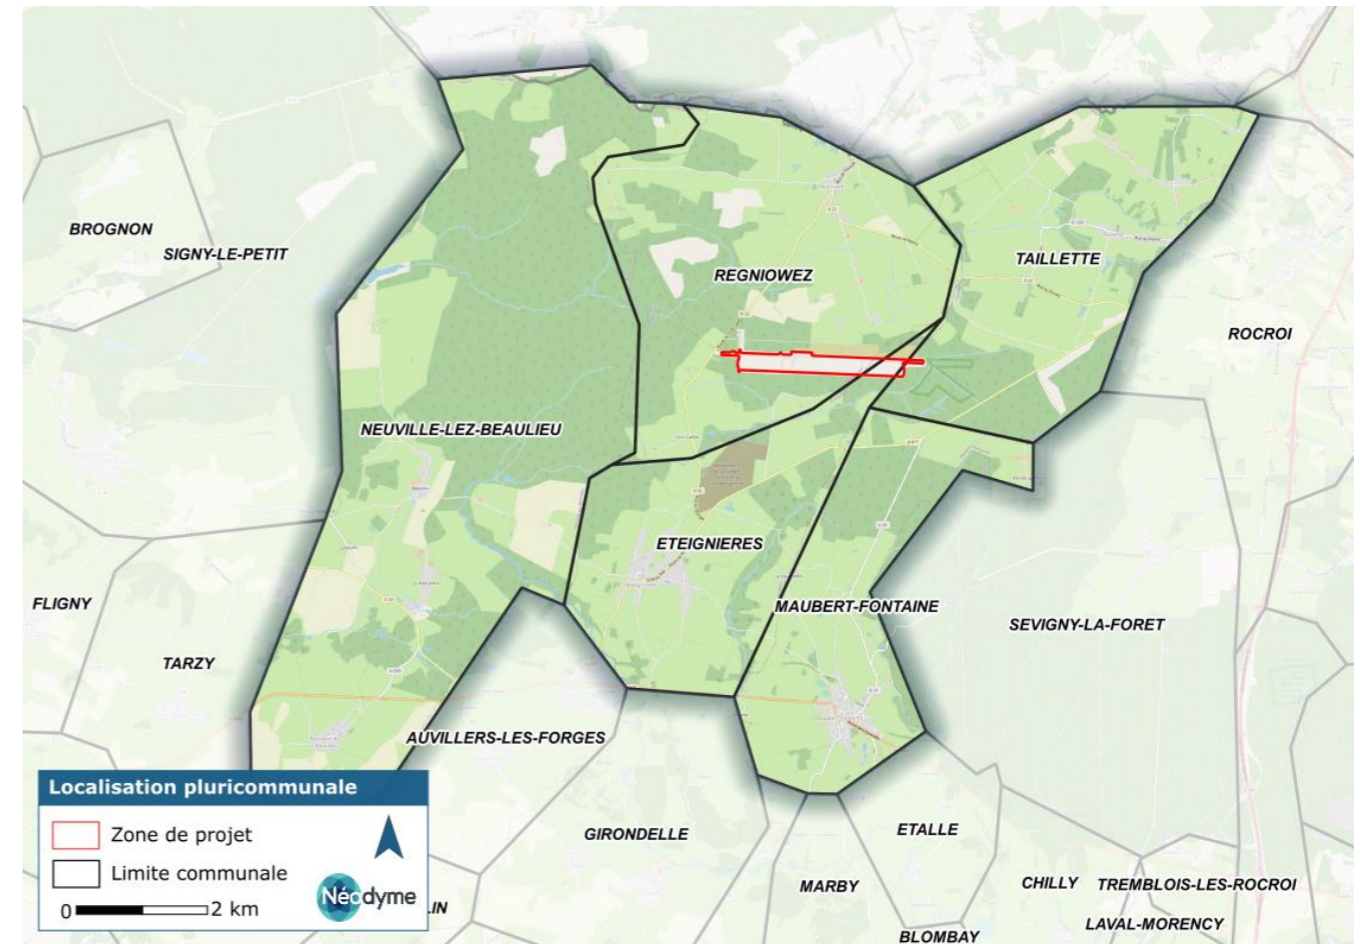 BROGNON
SIGNY-LE-PETIT
REGNIOWEZ
TAILLETTE
ROCROI
NEUVILLE-LEZ-BEAULIEU
ETEIGNIERES
MAUBERT-FONTAINE
FLIGNY
SEVIGNY-LA-FORET
TARZY
AUVILLERS-LES-FORGES
GIRONDELLE
ETALLE
MARBY
CHILLY
TREMBLOIS-LES-ROCROI
LAVAL-MORENCY
BLOMBAY
LIN
Localisation pluricommunale
Zone de projet
Limite communale
0 2 km
Néodyme